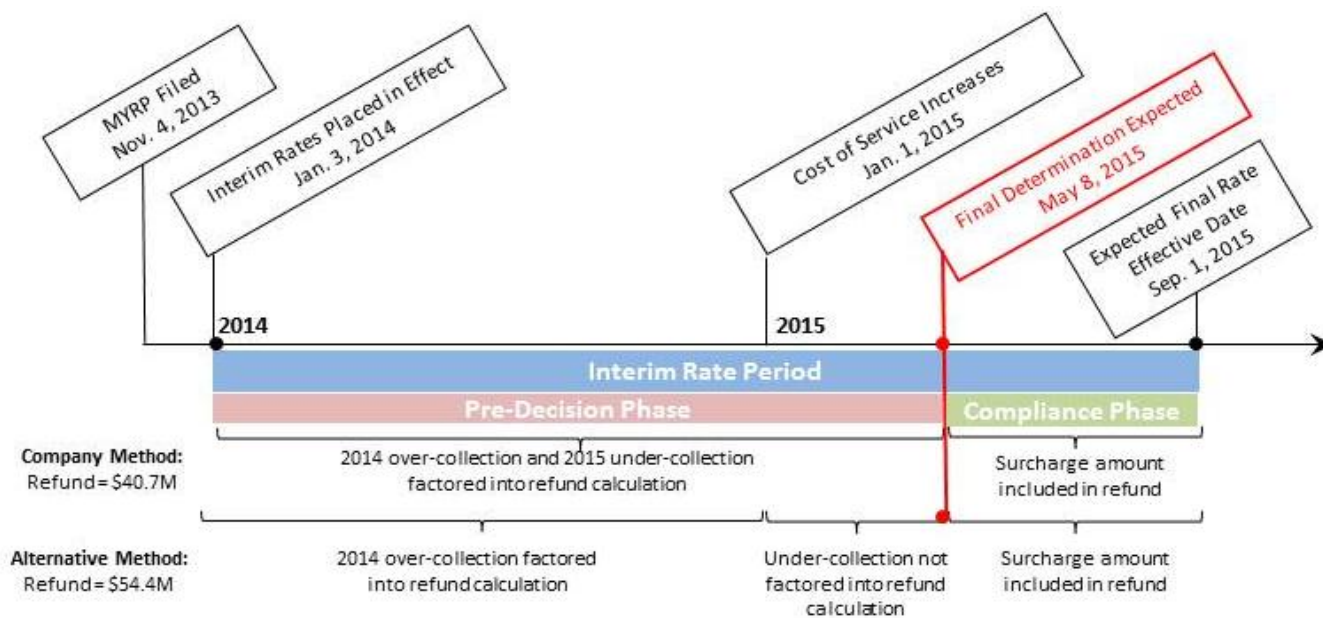 MYRP Filed
Nov. 4, 2013
Interim Rates Placed in Effect
Jan. 3, 2014
Cost of Service Increases
Jan. 1, 2015
Final Determination Expected
May 8, 2015
Expected Final Rate
Effective Date
Sep. 1, 2015
2014
2015
Interim Rate Period
Pre-Decision Phase
Compliance Phase
Company Method:
Refund = $40.7M
2014 over-collection and 2015 under-collection
factored into refund calculation
Surcharge amount
included in refund
Alternative Method:
Refund = $54.4M
2014 over-collection factored
into refund calculation
Under-collection not
factored into refund
calculation
Surcharge amount
included in refund